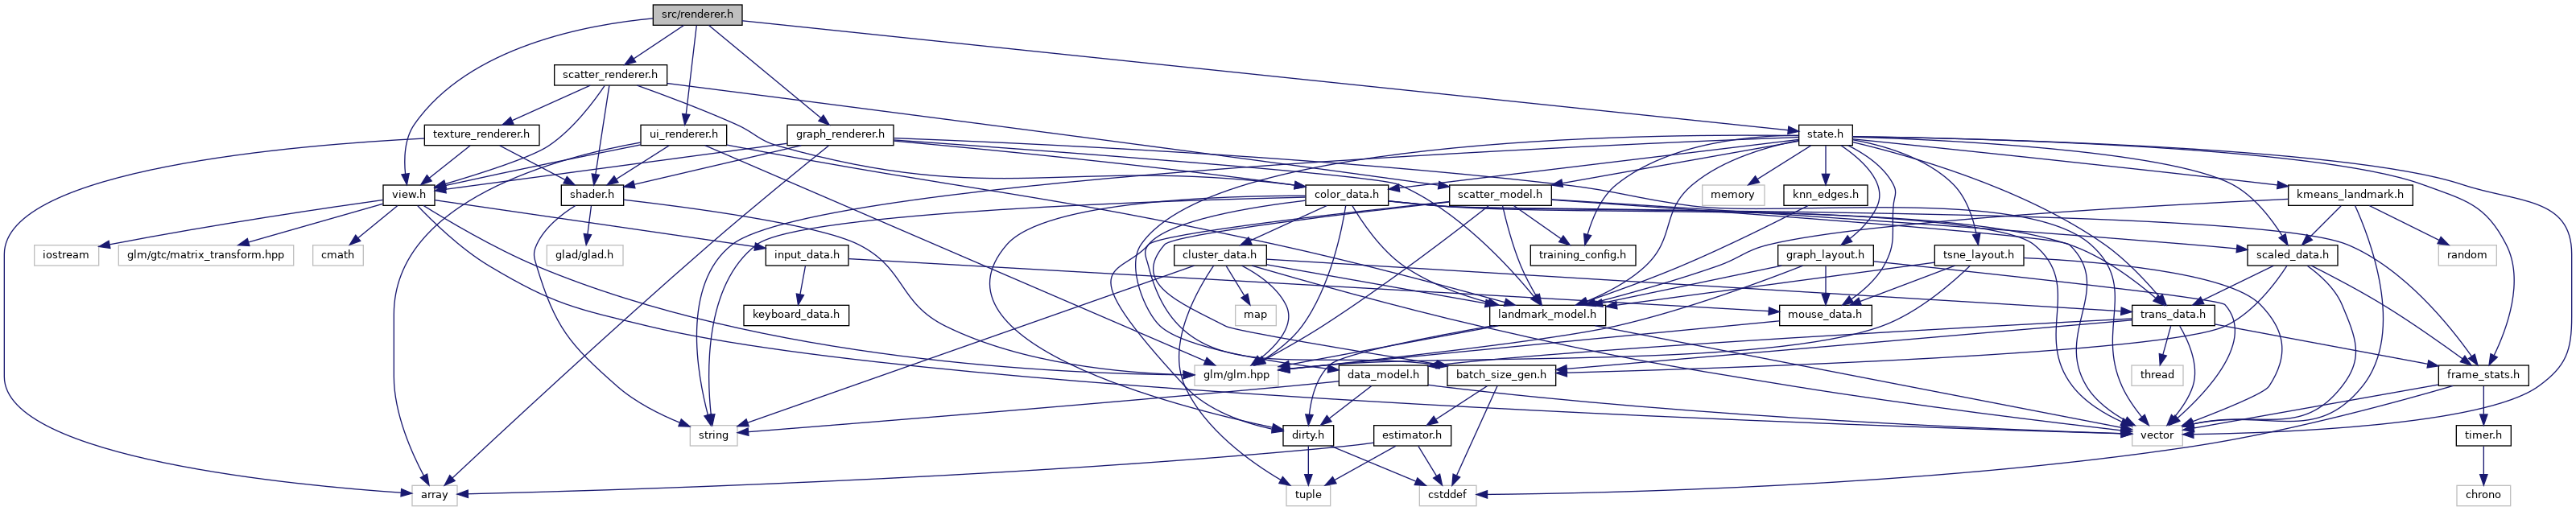 src/renderer.h
scatter_renderer.h
texture_renderer.h
ui_renderer.h
graph_renderer.h
state.h
view.h
shader.h
color_data.h
scatter_model.h
memory
knn_edges.h
kmeans_landmark.h
iostream
glm/gtc/matrix_transform.hpp
cmath
glad/glad.h
input_data.h
cluster_data.h
training_config.h
graph_layout.h
tsne_layout.h
scaled_data.h
random
keyboard_data.h
map
landmark_model.h
mouse_data.h
trans_data.h
glm/glm.hpp
data_model.h
batch_size_gen.h
thread
frame_stats.h
string
dirty.h
estimator.h
vector
timer.h
array
tuple
cstddef
chrono